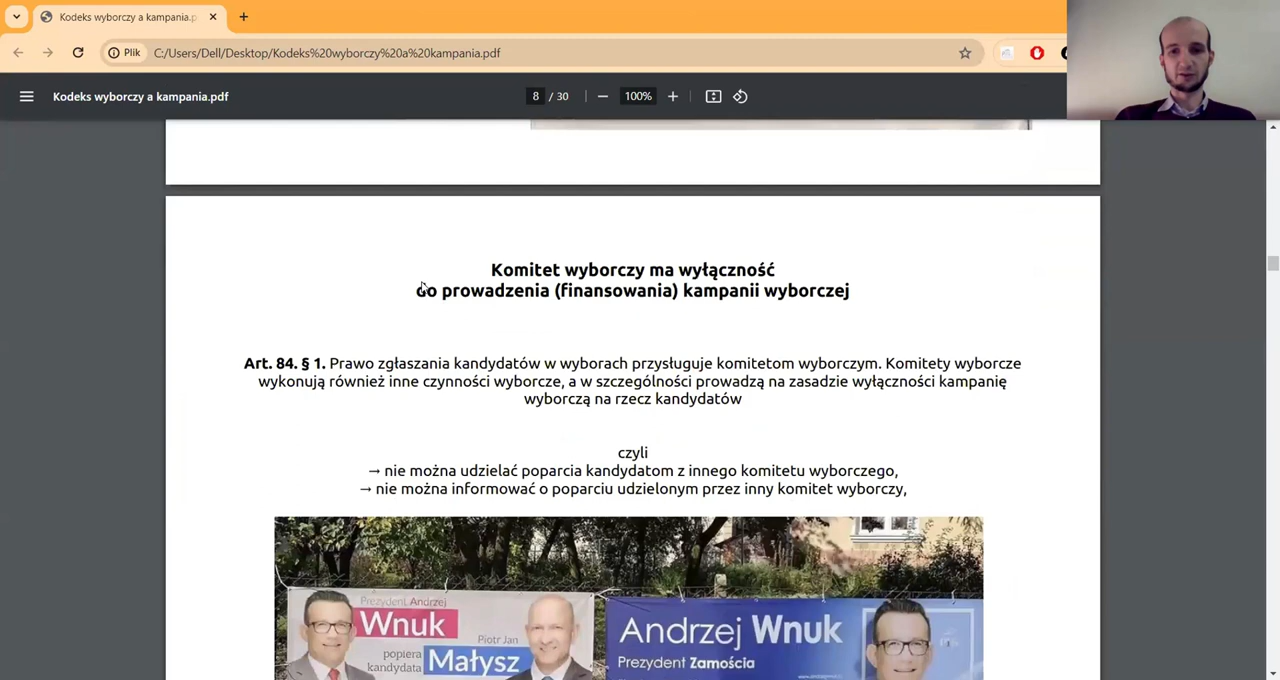 Kodeks wyborczy a kampania.p
Plik
C:/Users/Dell/Desktop/Kodeks%20wyborczy%20a%20kampania.pdf
Kodeks wyborczy a kampania.pdf
8 / 30
100%
Komitet wyborczy ma wyłączność
do prowadzenia (finansowania) kampanii wyborczej
Art. 84. § 1. Prawo zgłaszania kandydatów w wyborach przysługuje komitetom wyborczym. Komitety wyborcze
wykonują również inne czynności wyborcze, a w szczególności prowadzą na zasadzie wyłączności kampanię
wyborczą na rzecz kandydatów
czyli
→ nie można udzielać poparcia kandydatom z innego komitetu wyborczego,
→ nie można informować o poparciu udzielonym przez inny komitet wyborczy,
Prezydent Andrzej
Wnuk
popiera
kandydata
Piotr Jan
Małysz
Andrzej Wnuk
Prezydent Zamościa